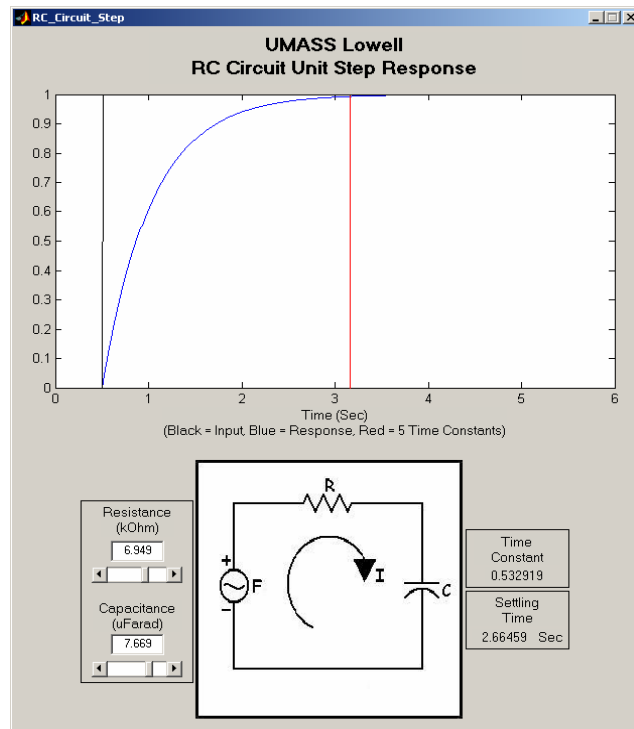 RC_Circuit_Step
UMASS Lowell
RC Circuit Unit Step Response
1
0.9
0.8
0.7
0.6
0.5
0.4
0.3
0.2
0.1
0
0 1 2 3 4 5 6
Time (Sec)
(Black = Input, Blue = Response, Red = 5 Time Constants)
Resistance
(kOhm)
6.949
Capacitance
(uFarad)
7.669
R
+
F
-
I
C
Time
Constant
0.532919
Settling
Time
2.66459 Sec